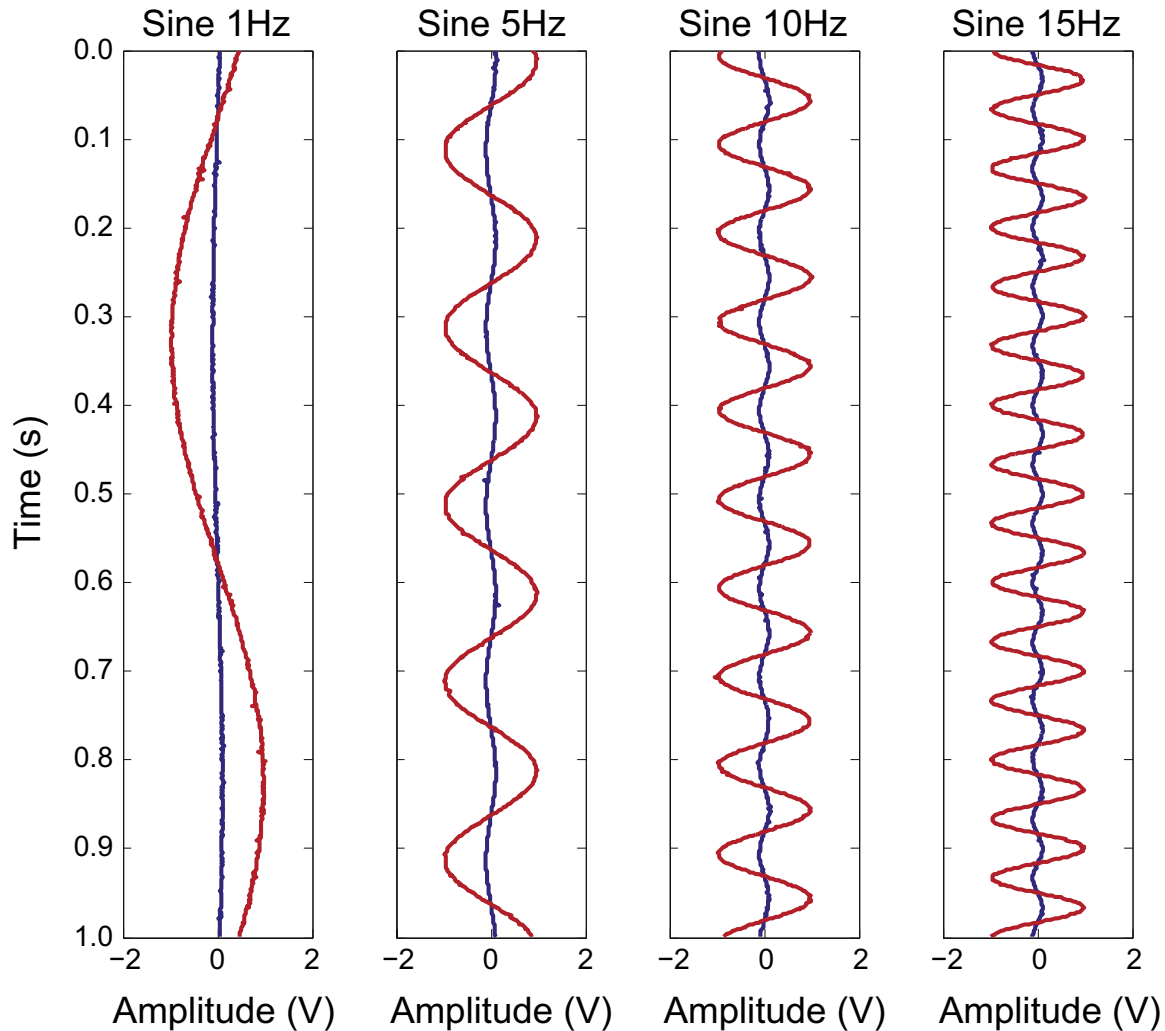 Sine 1Hz Sine 5Hz Sine 10Hz Sine 15Hz
0.0
0.1
0.2
0.3
0.4
0.5
0.6
0.7
0.8
0.9
1.0
Time (s)
−2 0 2 −2 0 2 −2 0 2 −2 0 2
Amplitude (V) Amplitude (V) Amplitude (V) Amplitude (V)